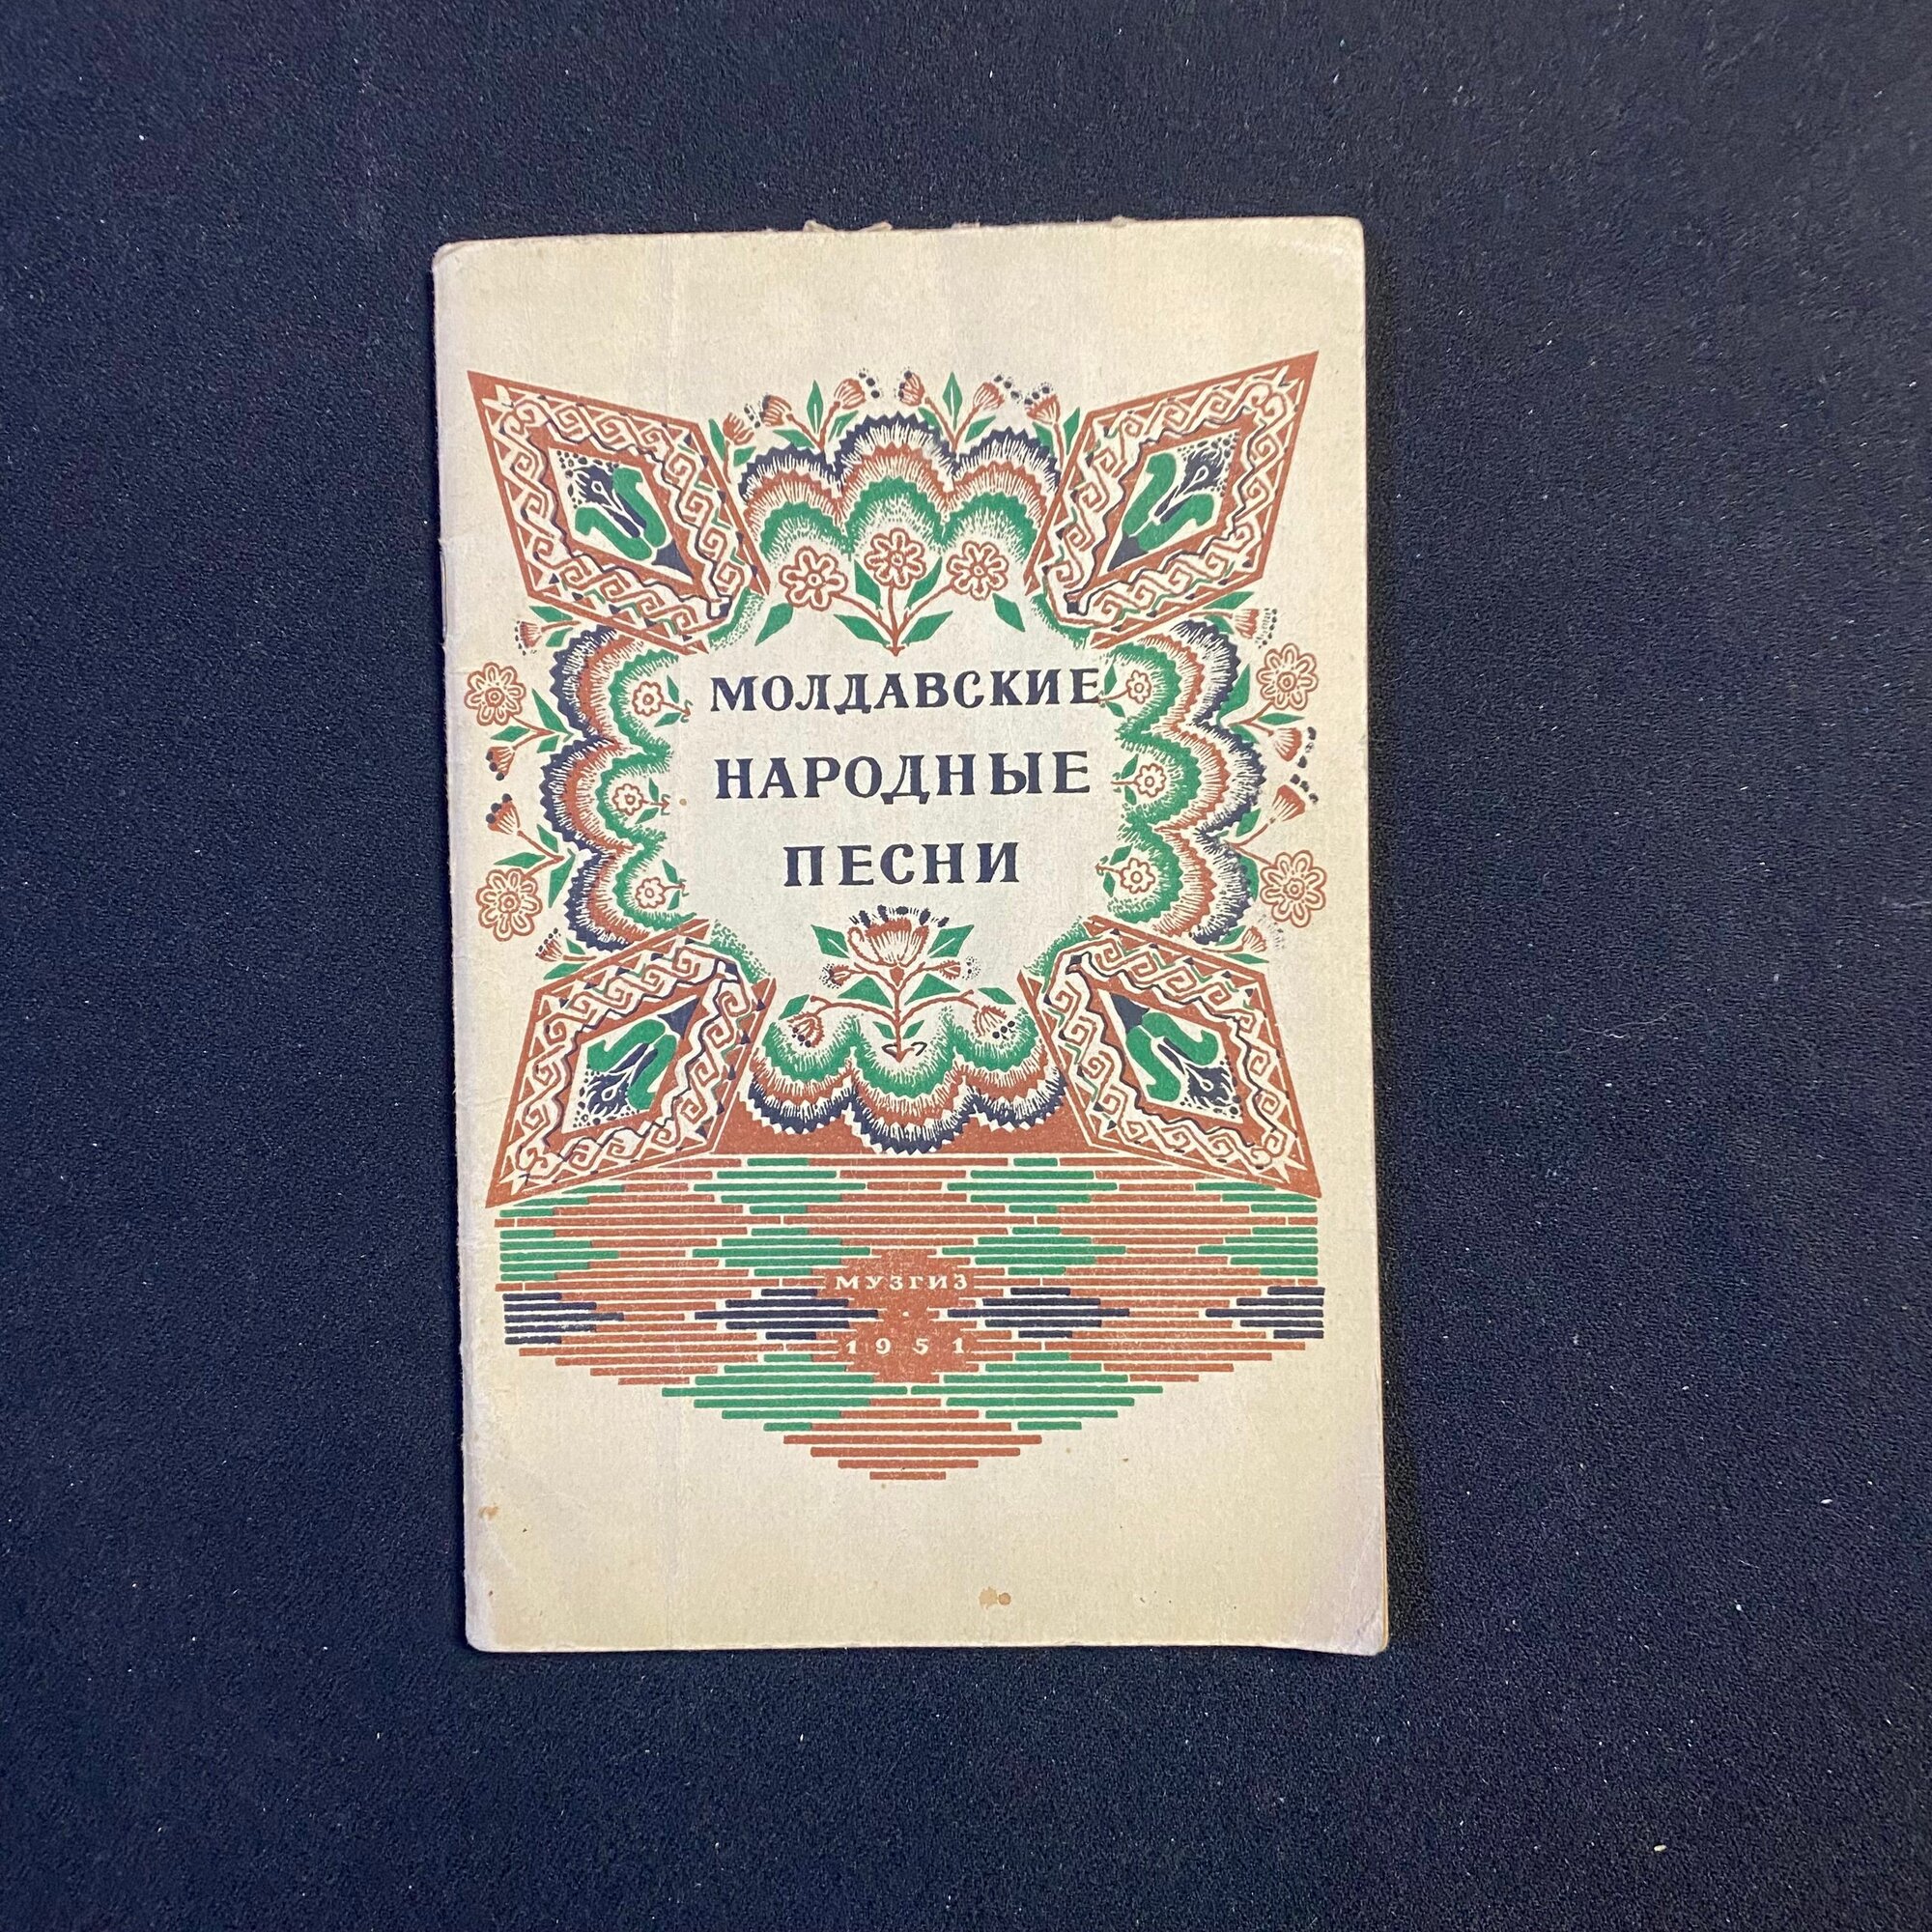 МОЛДАВСКИЕ
НАРОДНЫЕ
ПЕСНИ
МУЗГИЗ
·
1951